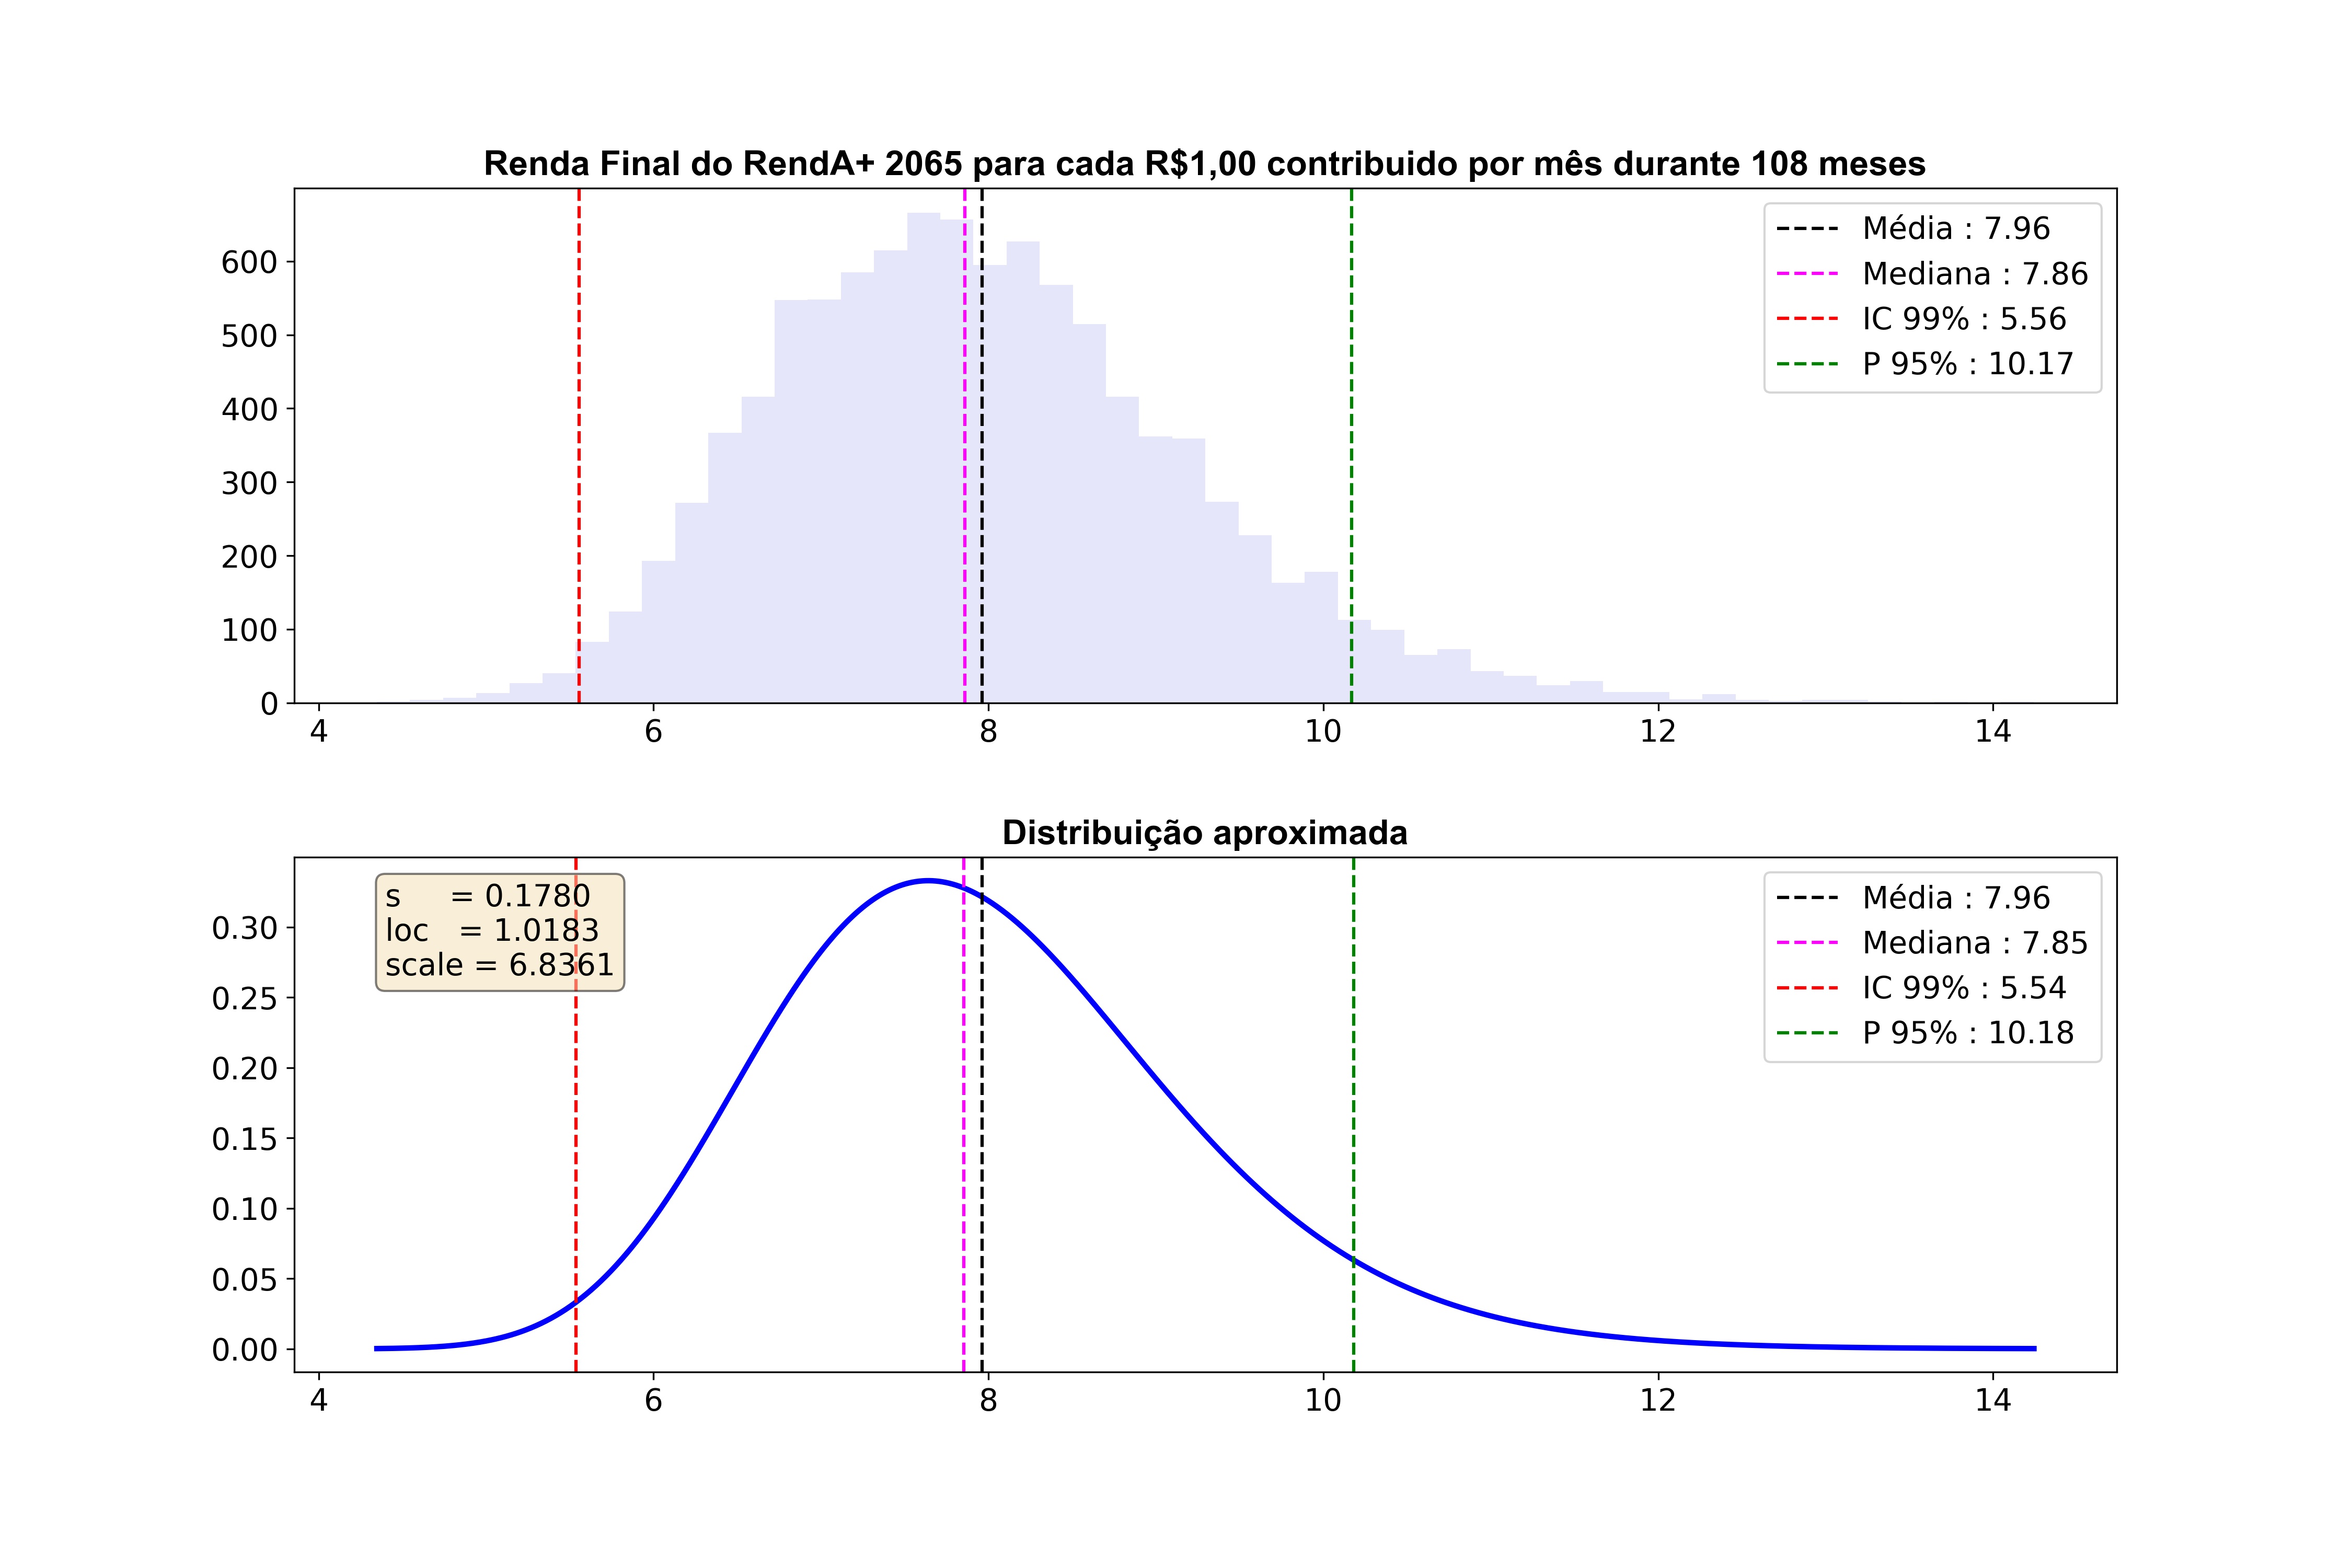 Renda Final do RendA+ 2065 para cada R$1,00 contribuido por mês durante 108 meses
Média : 7.96
Mediana : 7.86
IC 99% : 5.56
P 95% : 10.17
600
500
400
300
200
100
0
4 6 8 10 12 14
Distribuição aproximada
s = 0.1780
loc = 1.0183
scale = 6.8361
Média : 7.96
Mediana : 7.85
IC 99% : 5.54
P 95% : 10.18
0.30
0.25
0.20
0.15
0.10
0.05
0.00
4 6 8 10 12 14